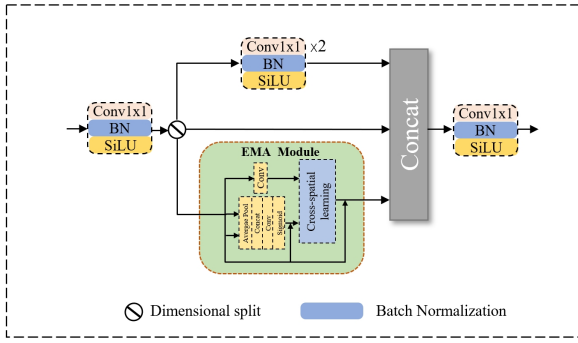 Conv1x1 ×2
BN
SiLU
Conv1x1
BN
SiLU
EMA Module
Conv
Average Pool
Concat
Conv
Sigmoid
Cross-spatial
learning
Concat
Conv1x1
BN
SiLU
Dimensional split
Batch Normalization